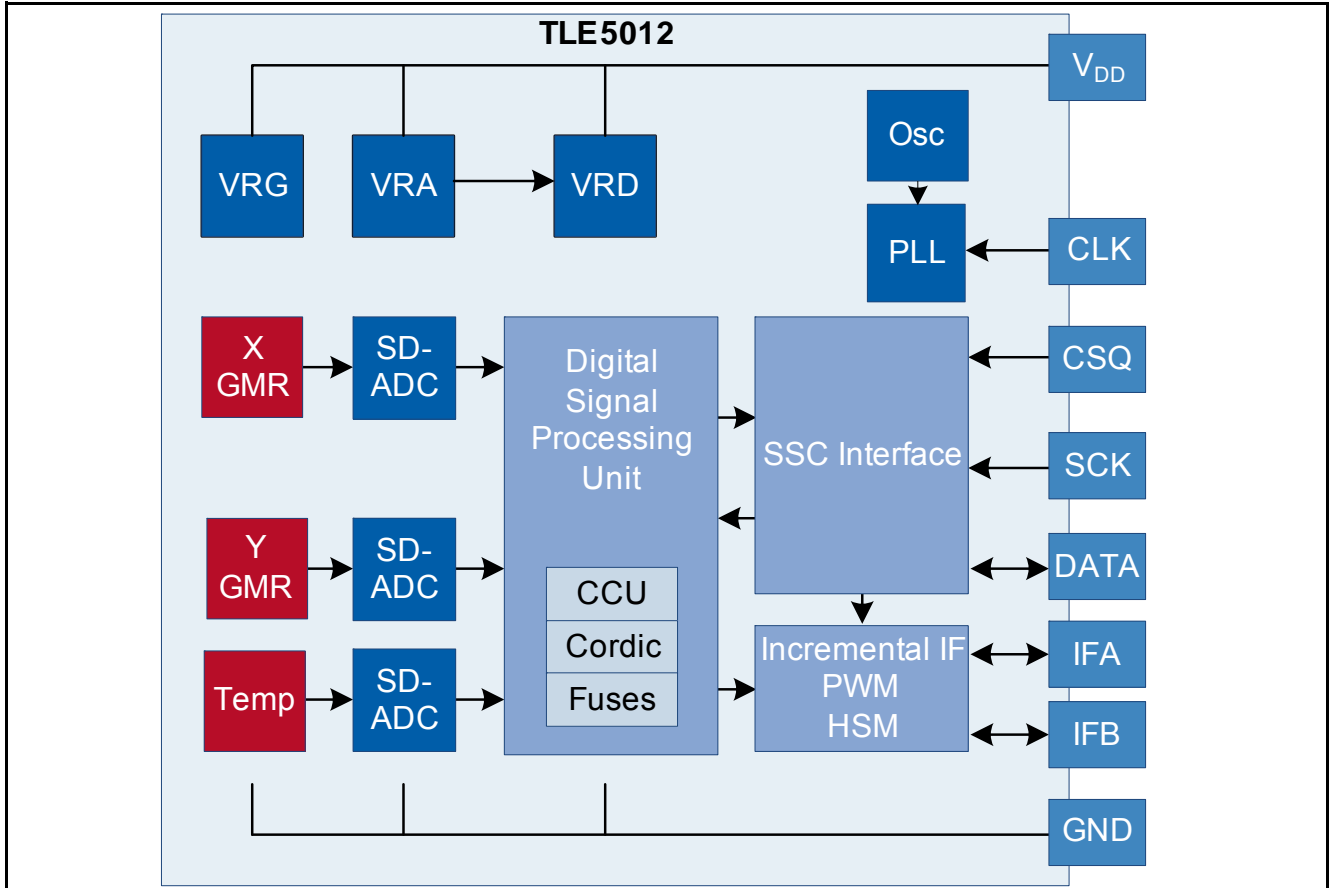 TLE5012
VDD
VRG
VRA
VRD
Osc
PLL
CLK
X
GMR
SD-
ADC
Digital
Signal
Processing
Unit
SSC Interface
CSQ
SCK
DATA
Y
GMR
SD-
ADC
CCU
Cordic
Fuses
Temp
SD-
ADC
Incremental IF
PWM
HSM
IFA
IFB
GND